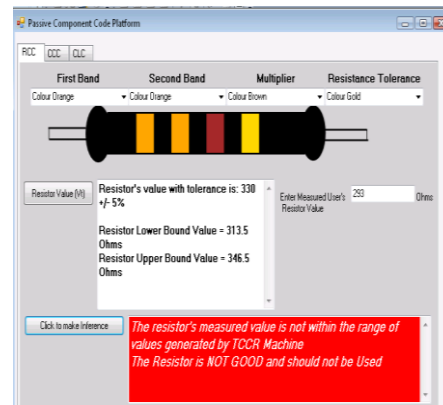 Passive Component Code Platform
RCC CCC CLC
First Band Second Band Multiplier Resistance Tolerance
Colour Orange Colour Orange Colour Brown Colour Gold
Resistor Value (Vt)
Resistor's value with tolerance is: 330
+/- 5%
Resistor Lower Bound Value = 313.5
Ohms
Resistor Upper Bound Value = 346.5
Ohms
Enter Measured User's 293 Ohms
Resistor Value
Click to make Inference
The resistor's measured value is not within the range of
values generated by TCCR Machine
The Resistor is NOT GOOD and should not be Used